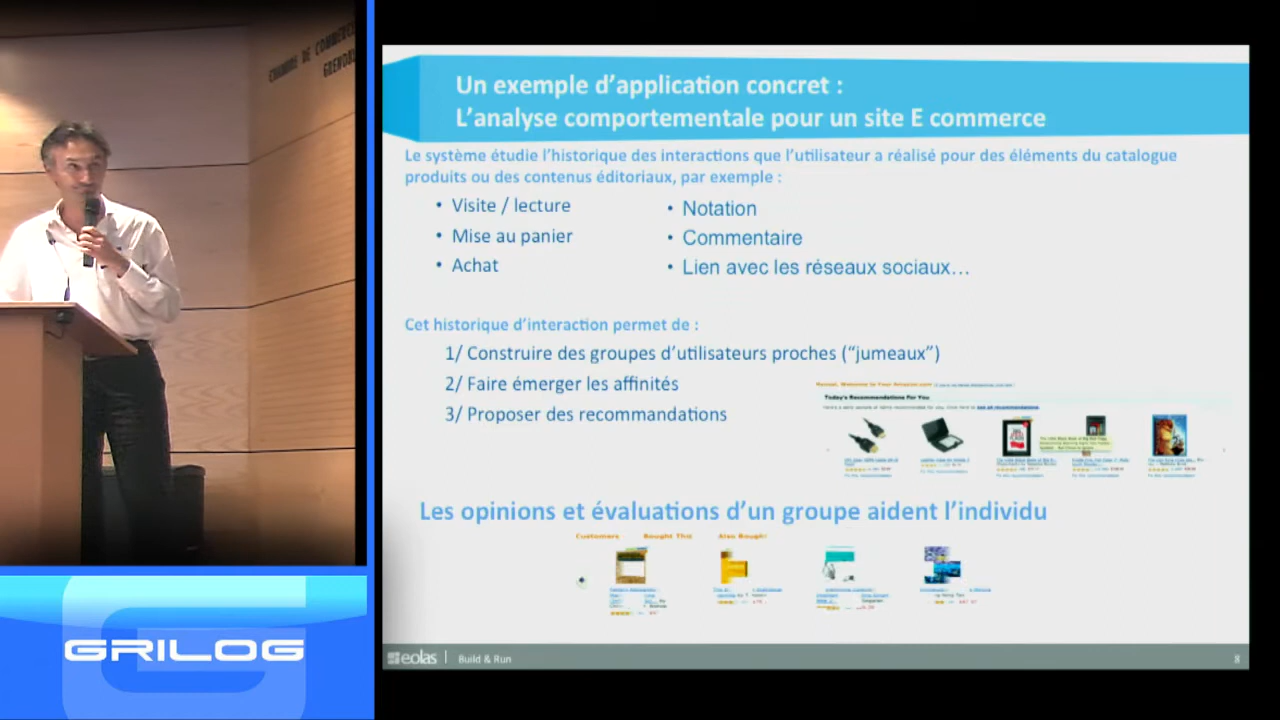 CHAMBRE DE COMMERCE
GRENOBLE
GRILOG
Un exemple d'application concret :
L'analyse comportementale pour un site E commerce
Le système étudie l'historique des interactions que l'utilisateur a réalisé pour des éléments du catalogue
produits ou des contenus éditoriaux, par exemple :
• Visite / lecture
• Mise au panier
• Achat
• Notation
• Commentaire
• Lien avec les réseaux sociaux…
Cet historique d'interaction permet de :
1/ Construire des groupes d'utilisateurs proches (“jumeaux”)
2/ Faire émerger les affinités
3/ Proposer des recommandations
Today's Recommendations For You
Les opinions et évaluations d'un groupe aident l'individu
Customers Bought This Also Bought
eolas Build & Run 8